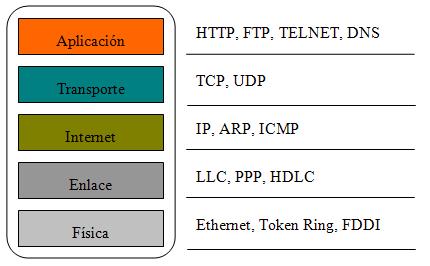 Aplicación
HTTP, FTP, TELNET, DNS
Transporte
TCP, UDP
Internet
IP, ARP, ICMP
Enlace
LLC, PPP, HDLC
Física
Ethernet, Token Ring, FDDI